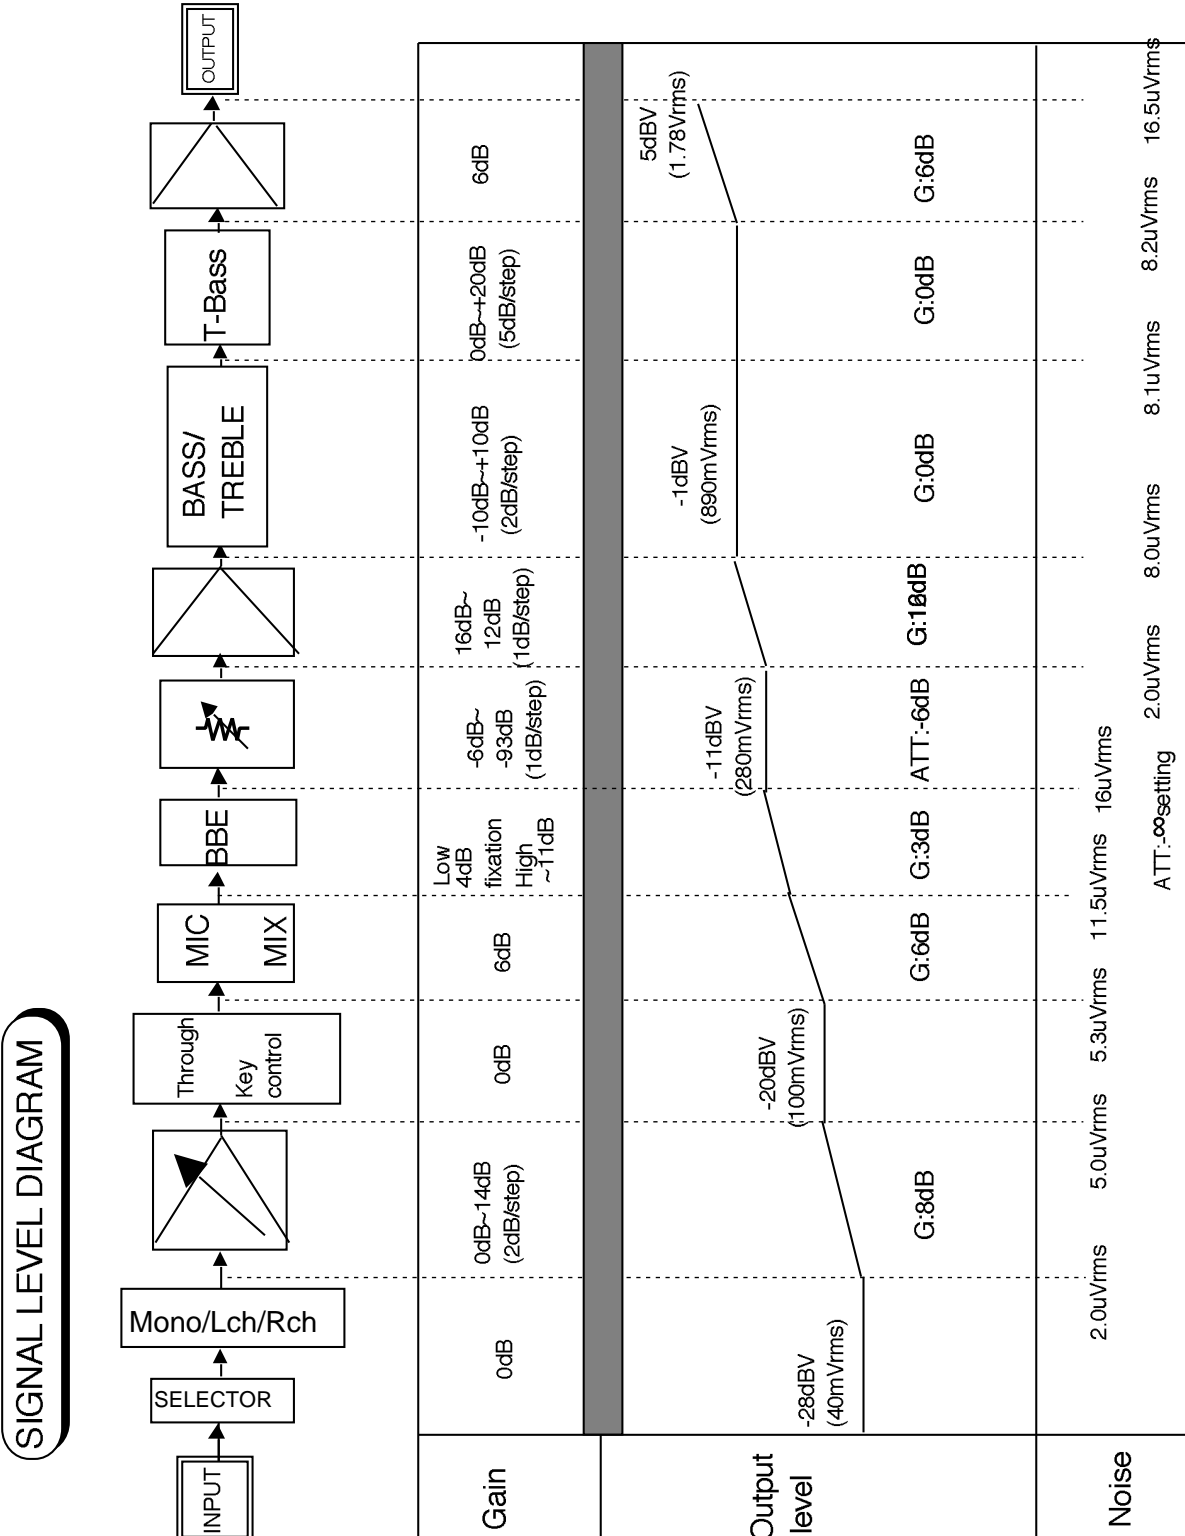 SIGNAL LEVEL DIAGRAM
INPUT
SELECTOR
Mono/Lch/Rch
Through
Key
control
MIC
MIX
BBE
BASS/
TREBLE
T-Bass
OUTPUT
Gain
0dB
0dB~14dB
(2dB/step)
0dB
6dB
Low
4dB
fixation
High
~11dB
-6dB~
-93dB
(1dB/step)
16dB~
12dB
(1dB/step)
-10dB~+10dB
(2dB/step)
0dB~+20dB
(5dB/step)
6dB
Output
level
-28dBV
(40mVrms)
-20dBV
(100mVrms)
-11dBV
(280mVrms)
-1dBV
(890mVrms)
5dBV
(1.78Vrms)
G:8dB
G:6dB
G:3dB
ATT:-6dB
G:0dB
G:0dB
G:6dB
Noise
2.0uVrms
5.0uVrms
5.3uVrms
11.5uVrms
16uVrms
ATT:-∞setting
2.0uVrms
8.0uVrms
8.1uVrms
8.2uVrms
16.5uVrms